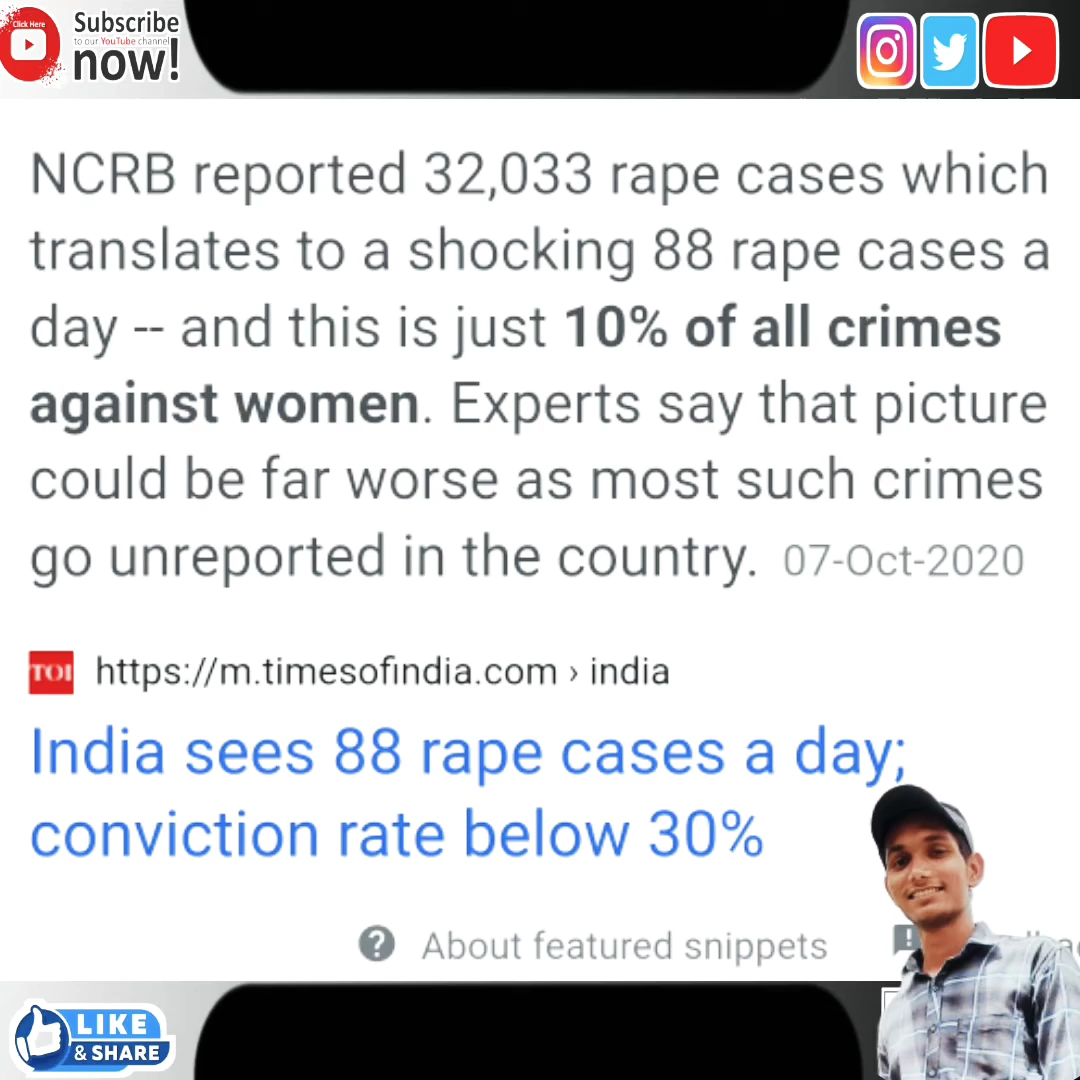 Click Here
Subscribe
to our YouTube channel
now!
NCRB reported 32,033 rape cases which
translates to a shocking 88 rape cases a
day -- and this is just 10% of all crimes
against women. Experts say that picture
could be far worse as most such crimes
go unreported in the country. 07-Oct-2020
TOI https://m.timesofindia.com › india
India sees 88 rape cases a day;
conviction rate below 30%
About featured snippets
LIKE
& SHARE